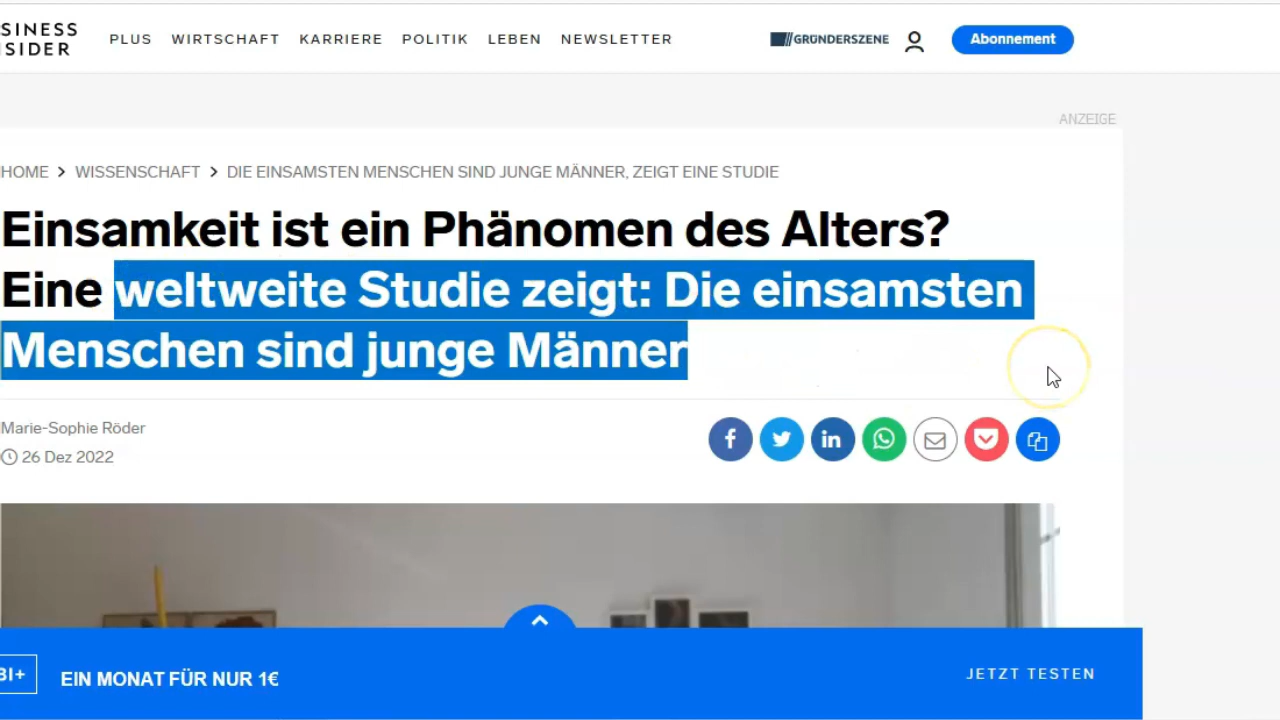 SINESS
SIDER
PLUS WIRTSCHAFT KARRIERE POLITIK LEBEN NEWSLETTER
GRÜNDERSZENE
Abonnement
ANZEIGE
HOME > WISSENSCHAFT > DIE EINSAMSTEN MENSCHEN SIND JUNGE MÄNNER, ZEIGT EINE STUDIE
Einsamkeit ist ein Phänomen des Alters?
Eine weltweite Studie zeigt: Die einsamsten
Menschen sind junge Männer
Marie-Sophie Röder
26 Dez 2022
BI+
EIN MONAT FÜR NUR 1€
JETZT TESTEN